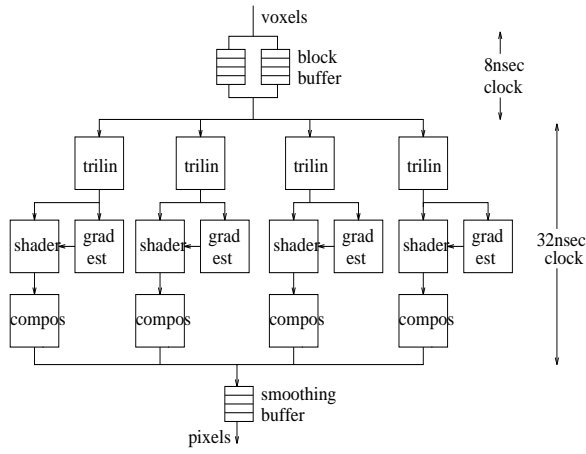 voxels
block
buffer
8nsec
clock
trilin
trilin
trilin
trilin
shader
grad
est
shader
grad
est
shader
grad
est
shader
grad
est
32nsec
clock
compos
compos
compos
compos
smoothing
buffer
pixels